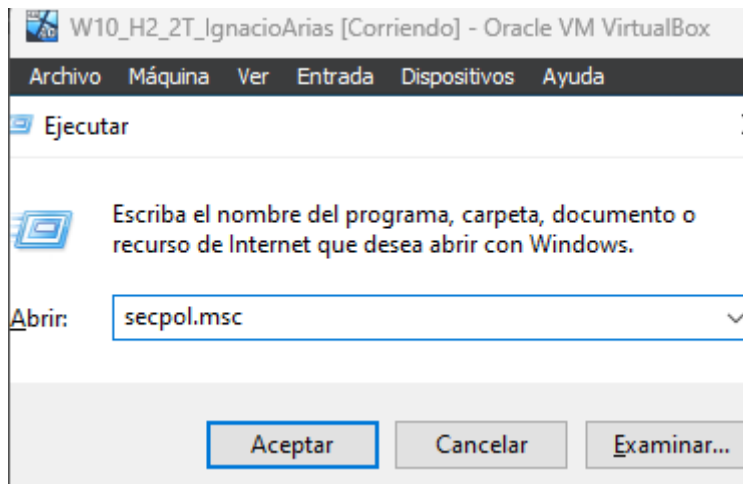 W10_H2_2T_IgnacioArias [Corriendo] - Oracle VM VirtualBox
Archivo Máquina Ver Entrada Dispositivos Ayuda
Ejecutar
Escriba el nombre del programa, carpeta, documento o
recurso de Internet que desea abrir con Windows.
Abrir: secpol.msc
Aceptar Cancelar Examinar...